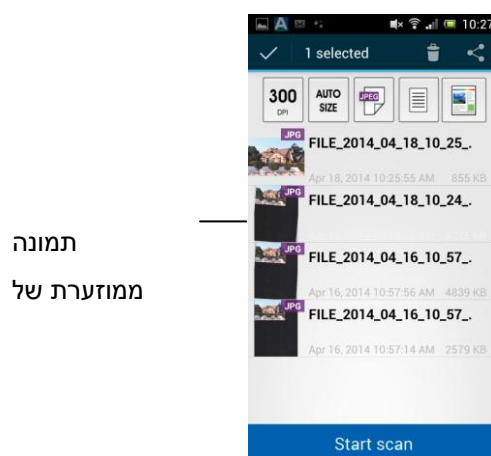 10:27
1 selected
300 DPI AUTO SIZE JPEG
JPG
FILE_2014_04_18_10_25_.
Apr 18, 2014 10:25:55 AM 855 KB
JPG
FILE_2014_04_18_10_24_.
JPG
FILE_2014_04_16_10_57_.
Apr 16, 2014 10:57:56 AM 4839 KB
JPG
FILE_2014_04_16_10_57_.
Apr 16, 2014 10:57:14 AM 2579 KB
Start scan
תמונה
ממוזערת של